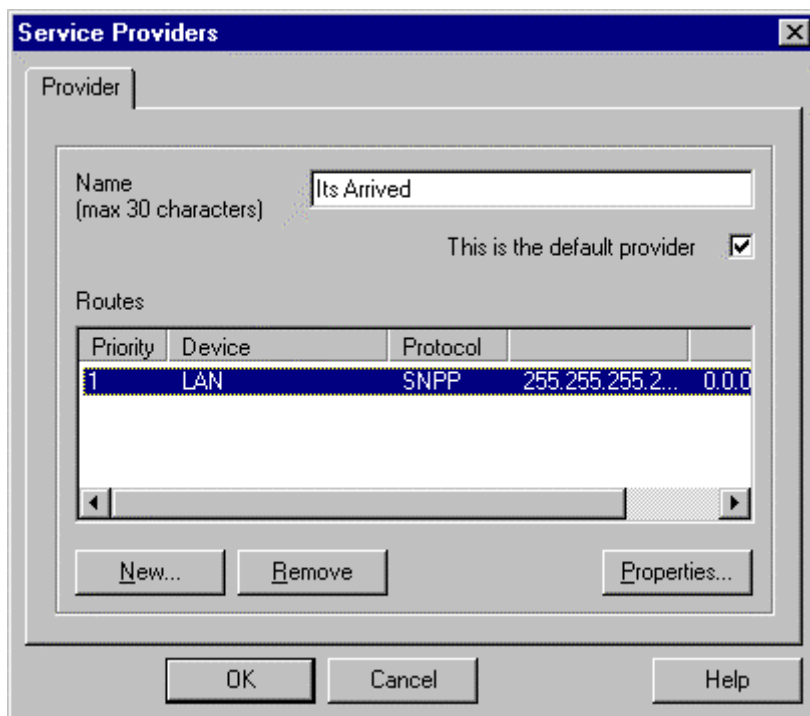 Service Providers
Provider
Name
(max 30 characters)
Its Arrived
This is the default provider
Routes
Priority Device Protocol
1 LAN SNPP 255.255.255.2... 0.0.0
New... Remove Properties...
OK Cancel Help